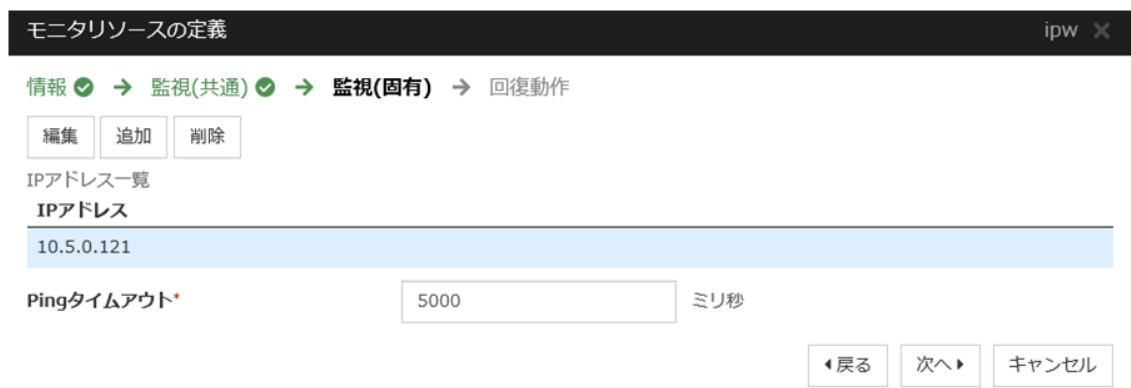 モニタリソースの定義 ipw ×
情報 → 監視(共通) → 監視(固有) → 回復動作
編集 追加 削除
IPアドレス一覧
IPアドレス
10.5.0.121
Pingタイムアウト* 5000 ミリ秒
戻る 次へ キャンセル